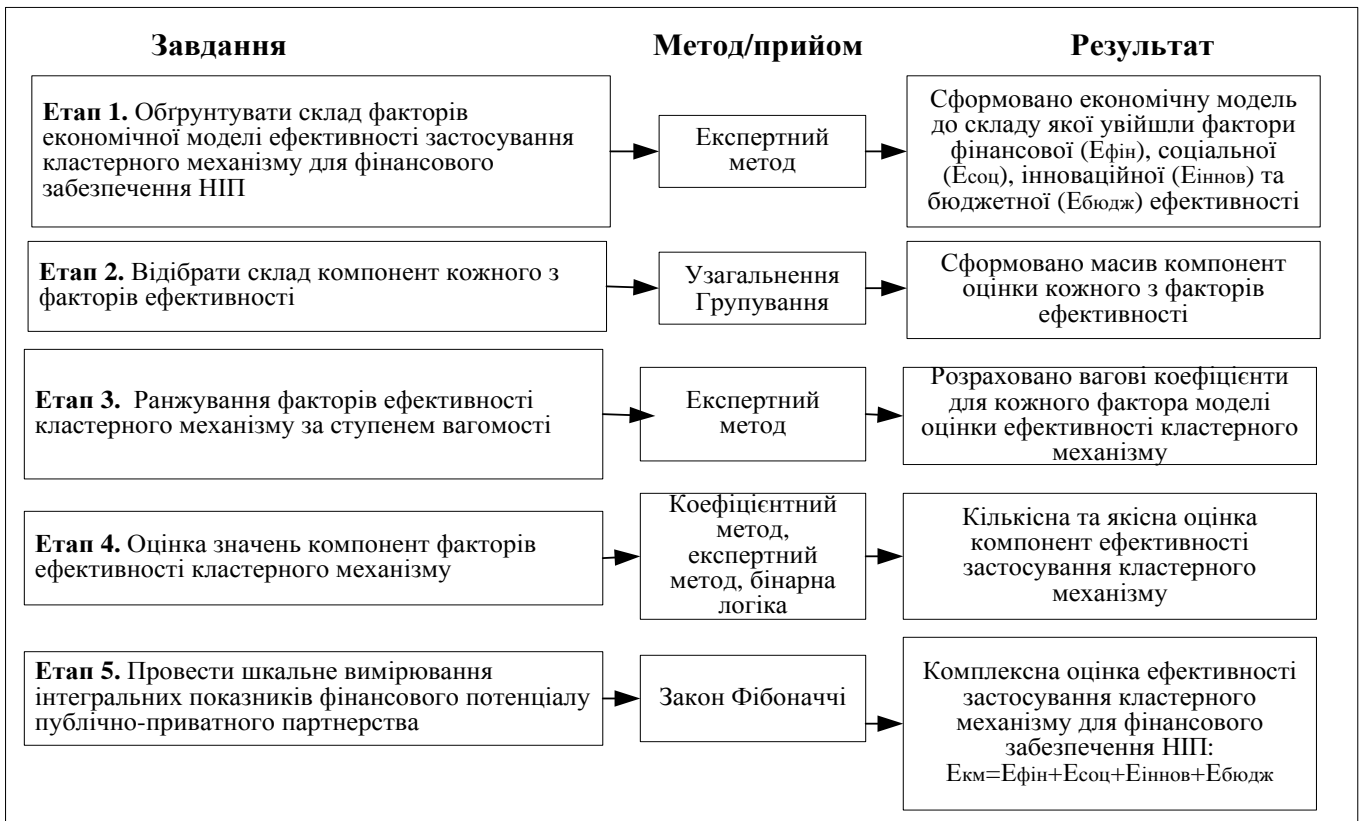 Завдання
Метод/прийом
Результат
Етап 1. Обґрунтувати склад факторів
економічної моделі ефективності застосування
кластерного механізму для фінансового
забезпечення НІП
Експертний
метод
Сформовано економічну модель
до складу якої увійшли фактори
фінансової (Ефін), соціальної
(Есоц), інноваційної (Еіннов) та
бюджетної (Ебюдж) ефективності
Етап 2. Відібрати склад компонент кожного з
факторів ефективності
Узагальнення
Групування
Сформовано масив компонент
оцінки кожного з факторів
ефективності
Етап 3. Ранжування факторів ефективності
кластерного механізму за ступенем вагомості
Експертний
метод
Розраховано вагові коефіцієнти
для кожного фактора моделі
оцінки ефективності кластерного
механізму
Етап 4. Оцінка значень компонент факторів
ефективності кластерного механізму
Коефіцієнтний
метод,
експертний
метод, бінарна
логіка
Кількісна та якісна оцінка
компонент ефективності
застосування кластерного
механізму
Етап 5. Провести шкальне вимірювання
інтегральних показників фінансового потенціалу
публічно-приватного партнерства
Закон Фібоначчі
Комплексна оцінка ефективності
застосування кластерного
механізму для фінансового
забезпечення НІП:
Екм=Ефін+Есоц+Еіннов+Ебюдж